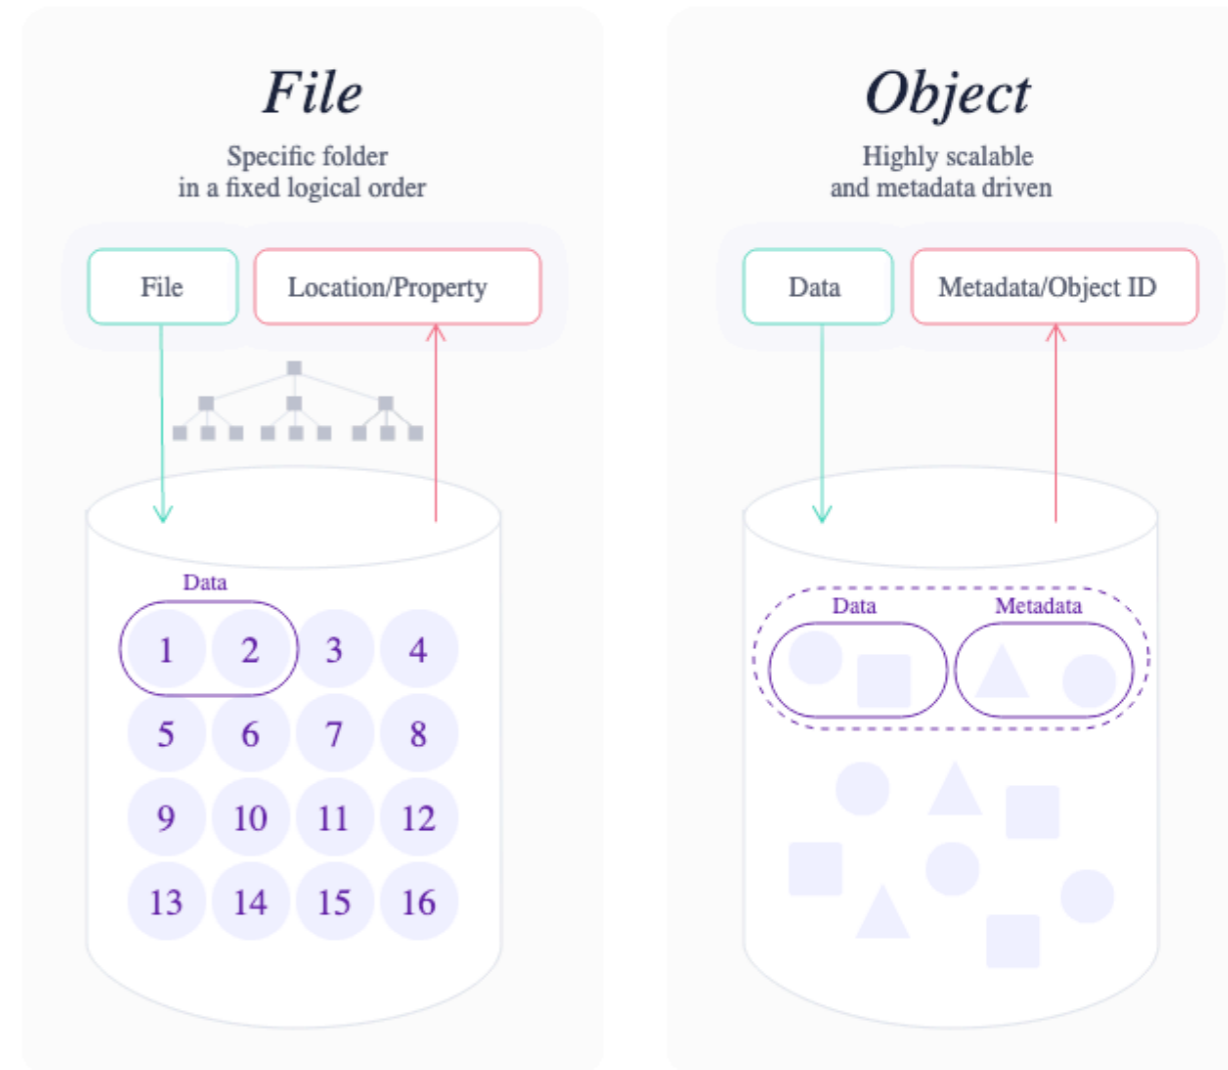 File
Specific folder
in a fixed logical order
File
Location/Property
Data
1 2 3 4
5 6 7 8
9 10 11 12
13 14 15 16
Object
Highly scalable
and metadata driven
Data
Metadata/Object ID
Data
Metadata